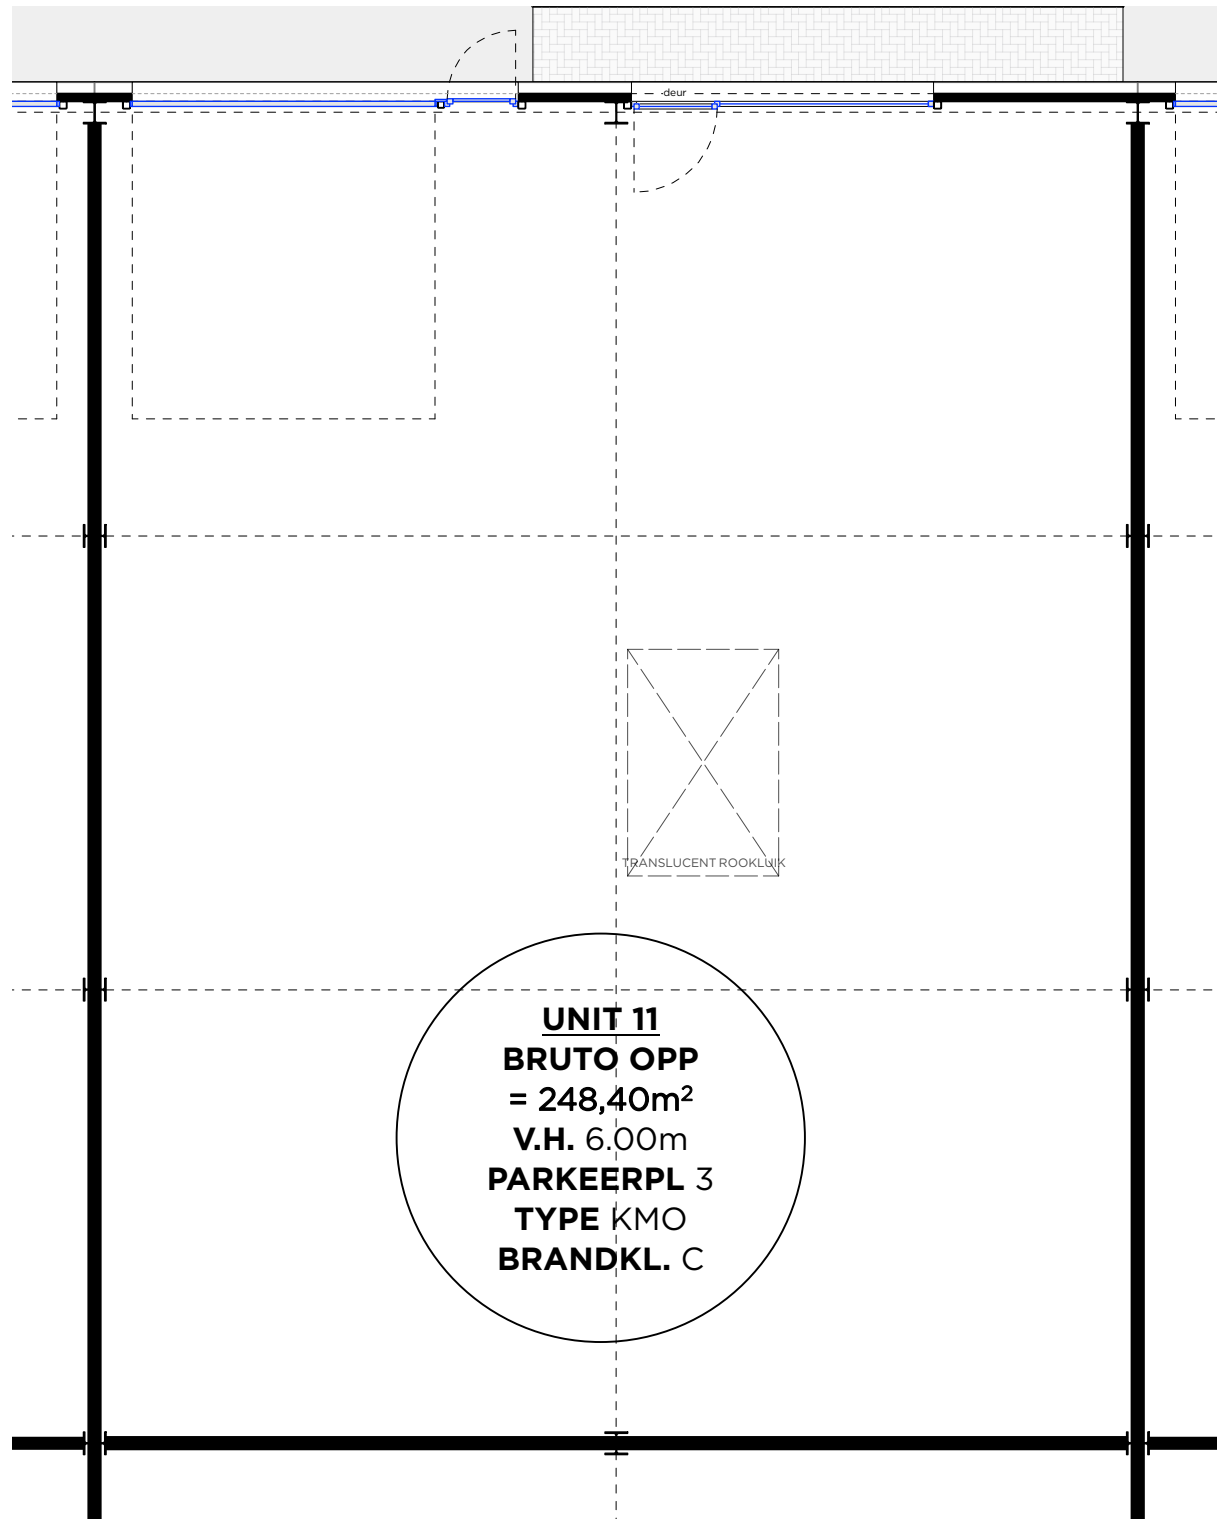 deur
TRANSLUCENT ROOKLUIK
UNIT 11
BRUTO OPP
= 248,40m²
V.H. 6.00m
PARKEERPL 3
TYPE KMO
BRANDKL. C